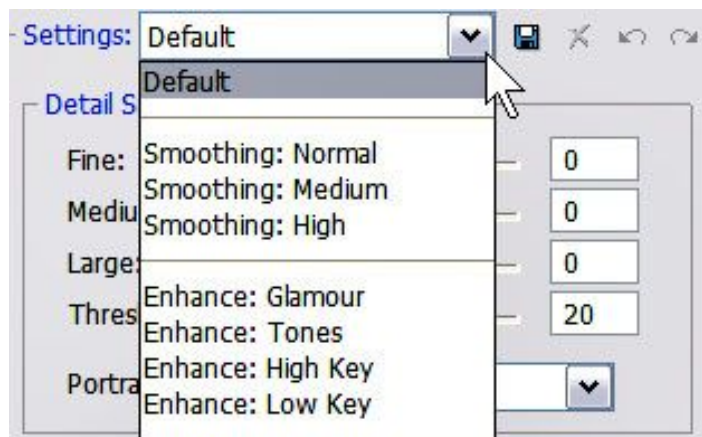 Settings: Default
Default
Detail S
Smoothing: Normal
Fine: 0
Smoothing: Medium
Mediu 0
Smoothing: High
Large: 0
Enhance: Glamour
Thres 20
Enhance: Tones
Enhance: High Key
Portra
Enhance: Low Key